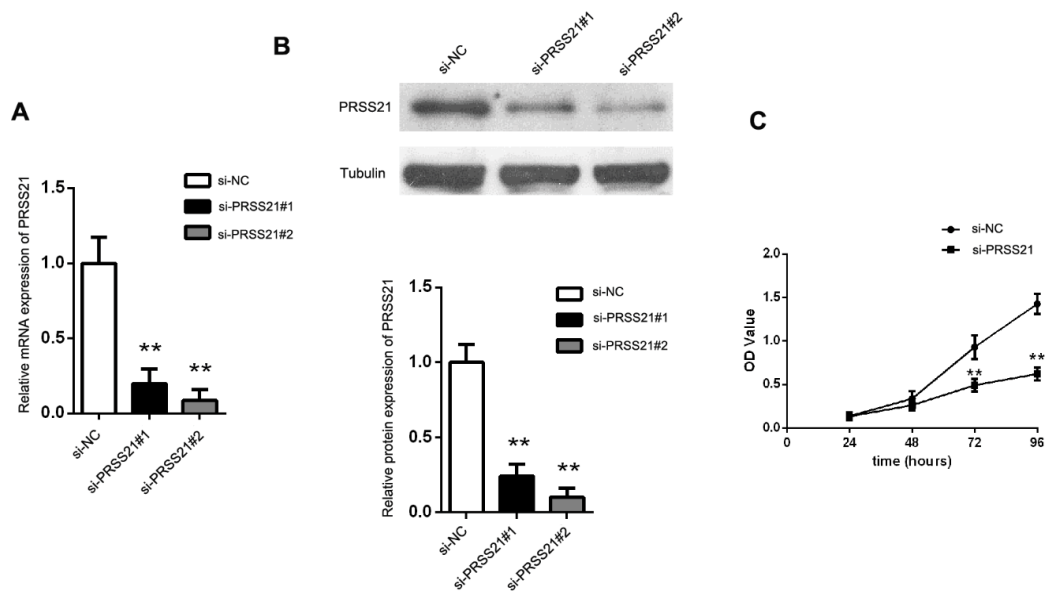 A
Relative mRNA expression of PRSS21
1.5
1.0
0.5
0.0
si-NC
si-PRSS21#1
si-PRSS21#2
**
**
si-NC
si-PRSS21#1
si-PRSS21#2
B
si-NC
si-PRSS21#1
si-PRSS21#2
PRSS21
Tubulin
Relative protein expression of PRSS21
1.5
1.0
0.5
0.0
si-NC
si-PRSS21#1
si-PRSS21#2
**
**
si-NC
si-PRSS21#1
si-PRSS21#2
C
si-NC
si-PRSS21
OD Value
2.0
1.5
1.0
0.5
0.0
**
**
0 24 48 72 96
time (hours)